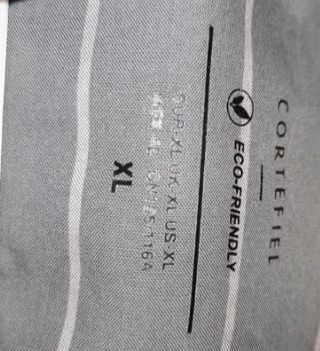 CORTEFIEL
ECO-FRIENDLY
EUR-XL UK-XL US-XL
XL